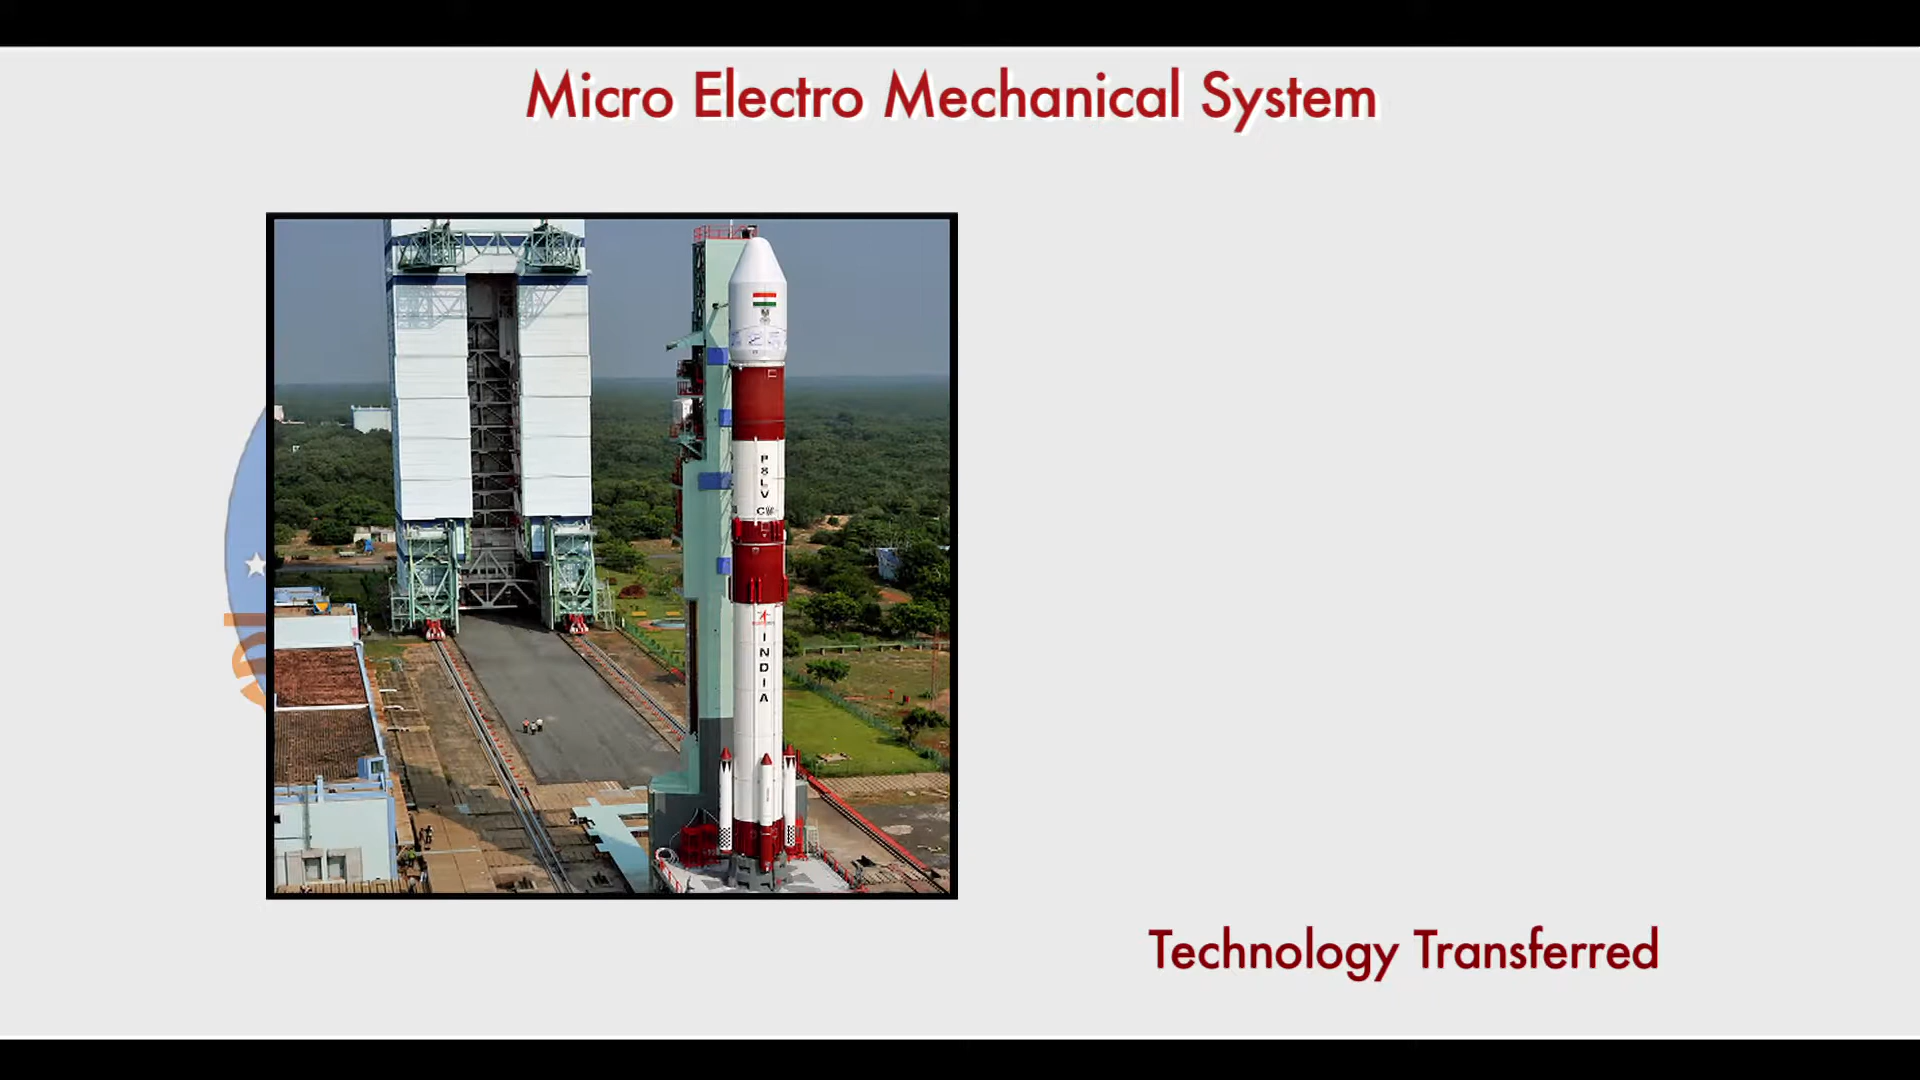 Micro Electro Mechanical System
PSLV
INDIA
Technology Transferred